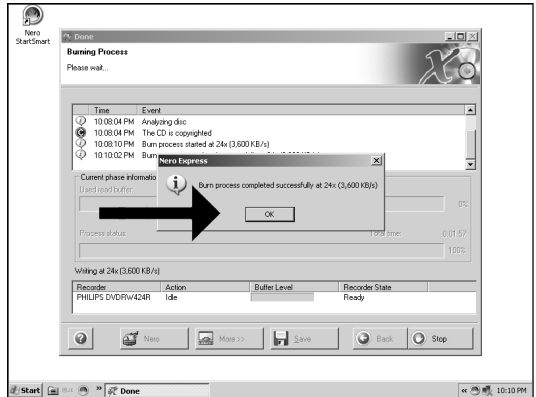 Nero
StartSmart
Done
Burning Process
Please wait...
Time Event
10:08:04 PM Analyzing disc
10:08:04 PM The CD is copyrighted
10:08:10 PM Burn process started at 24x (3,600 KB/s)
10:10:02 PM Burn
Nero Express
Burn process completed successfully at 24x (3,600 KB/s)
OK
Current phase informatio
Used read buffer:
0%
Process status:
Total time: 0:01:57
100%
Writing at 24x (3,600 KB/s)
Recorder Action Buffer Level Recorder State
PHILIPS DVDRW424R Idle Ready
Nero More >> Save Back Stop
Start » Done « 10:10 PM